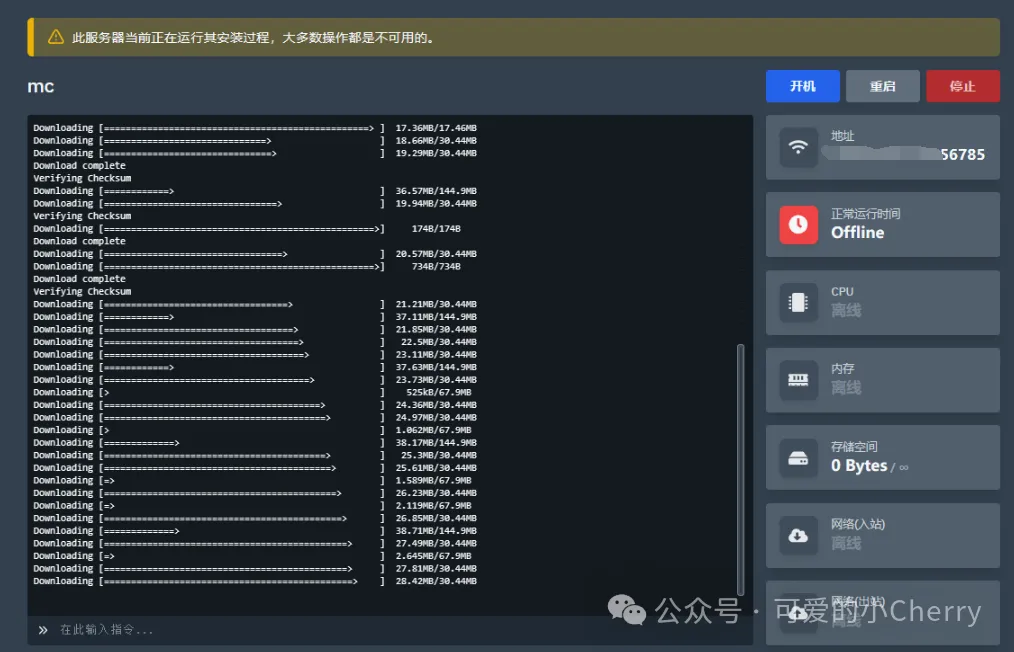 此服务器当前正在运行其安装过程，大多数操作都是不可用的。
mc
开机 重启 停止
Downloading [==================================================> ] 17.36MB/17.46MB
Downloading [==============================> ] 18.66MB/30.44MB
Downloading [===============================> ] 19.29MB/30.44MB
Download complete
Verifying Checksum
Downloading [============> ] 36.57MB/144.9MB
Downloading [================================> ] 19.94MB/30.44MB
Verifying Checksum
Downloading [==================================================>] 174B/174B
Download complete
Downloading [=================================> ] 20.57MB/30.44MB
Downloading [==================================================>] 734B/734B
Download complete
Verifying Checksum
Downloading [==================================> ] 21.21MB/30.44MB
Downloading [============> ] 37.11MB/144.9MB
Downloading [===================================> ] 21.85MB/30.44MB
Downloading [====================================> ] 22.5MB/30.44MB
Downloading [=====================================> ] 23.11MB/30.44MB
Downloading [============> ] 37.63MB/144.9MB
Downloading [======================================> ] 23.73MB/30.44MB
Downloading [> ] 525kB/67.9MB
Downloading [========================================> ] 24.36MB/30.44MB
Downloading [=========================================> ] 24.97MB/30.44MB
Downloading [> ] 1.062MB/67.9MB
Downloading [=============> ] 38.17MB/144.9MB
Downloading [=========================================> ] 25.3MB/30.44MB
Downloading [==========================================> ] 25.61MB/30.44MB
Downloading [=> ] 1.589MB/67.9MB
Downloading [===========================================> ] 26.23MB/30.44MB
Downloading [=> ] 2.119MB/67.9MB
Downloading [============================================> ] 26.85MB/30.44MB
Downloading [=============> ] 38.71MB/144.9MB
Downloading [=============================================> ] 27.49MB/30.44MB
Downloading [=> ] 2.645MB/67.9MB
Downloading [=============================================> ] 27.81MB/30.44MB
Downloading [==============================================> ] 28.42MB/30.44MB
» 在此输入指令...
地址
56785
正常运行时间
Offline
CPU
离线
内存
离线
存储空间
0 Bytes / ∞
网络(入站)
离线
网络(出站)
离线
公众号 · 可爱的小Cherry